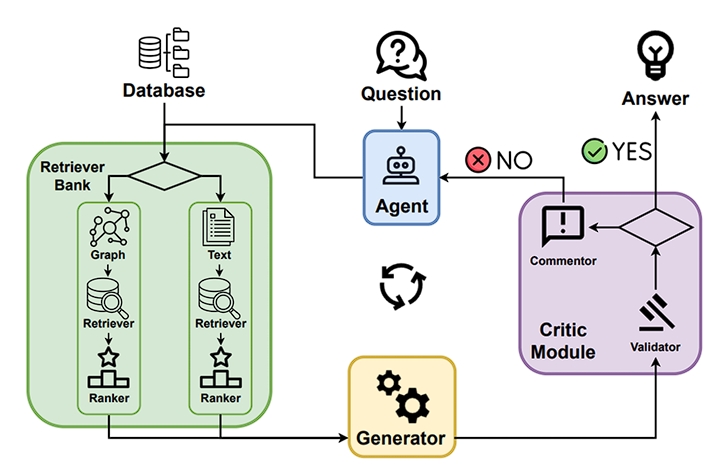 Database
Question
Answer
Retriever
Bank
Agent
NO
YES
Graph
Text
Retriever
Retriever
Ranker
Ranker
Commentor
Critic
Module
Validator
Generator